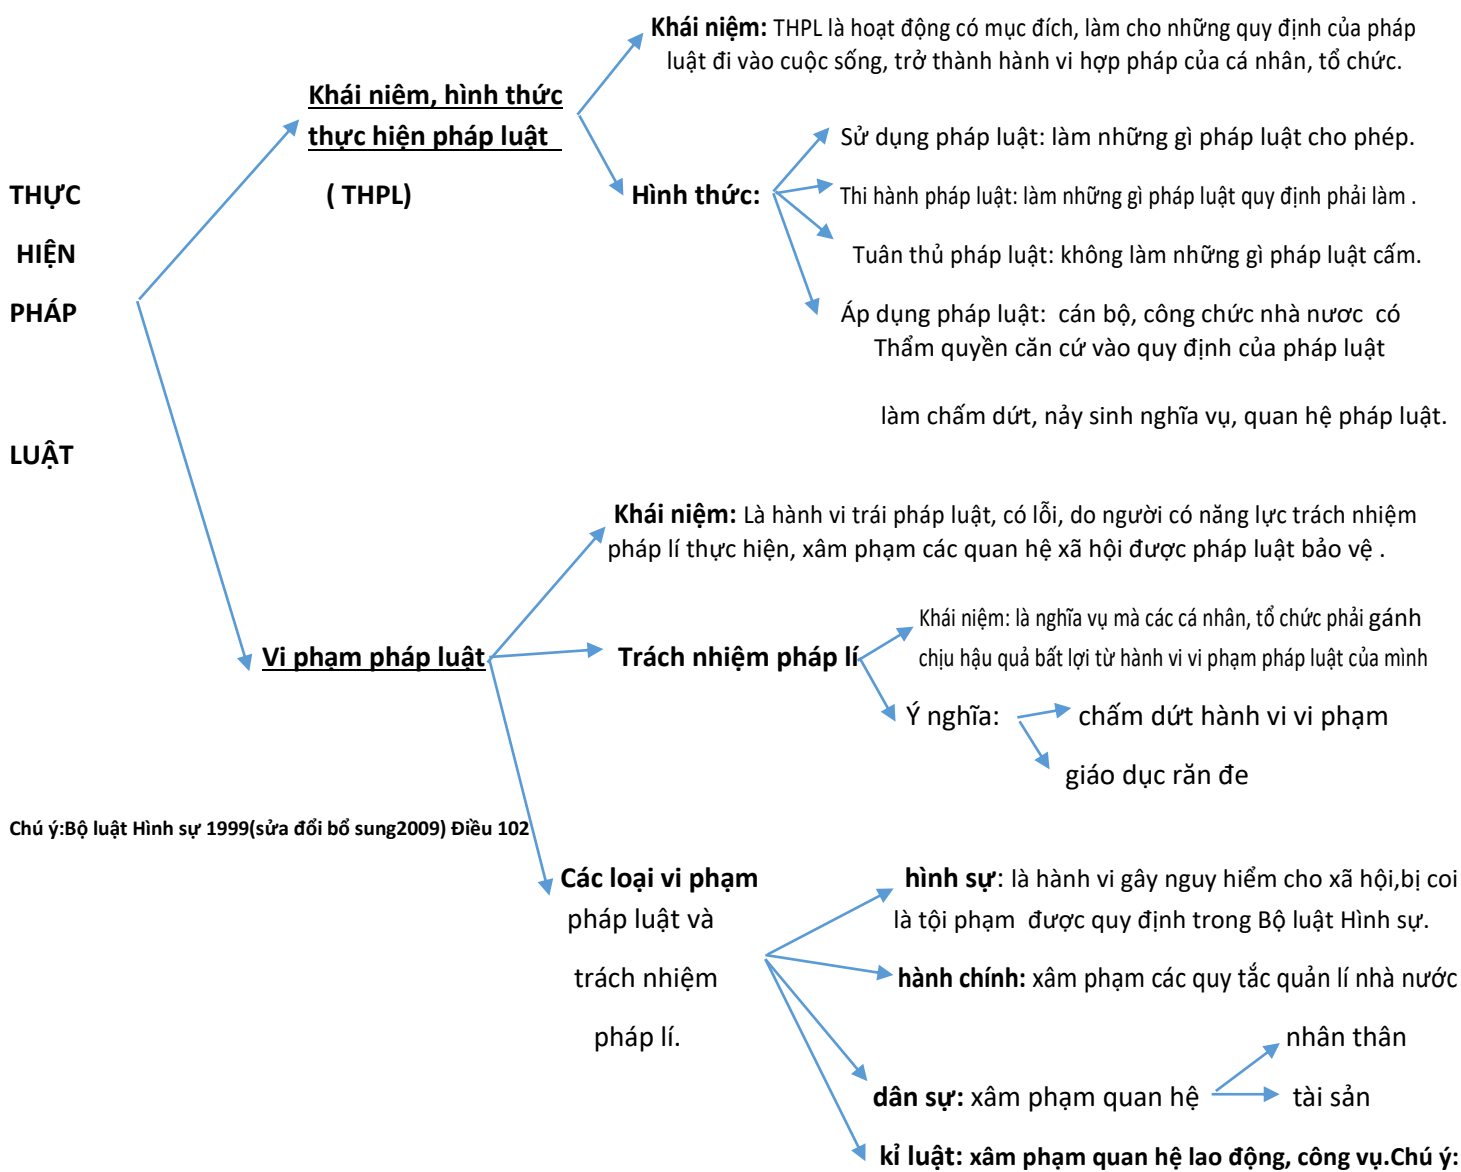 Khái niệm: THPL là hoạt động có mục đích, làm cho những quy định của pháp
luật đi vào cuộc sống, trở thành hành vi hợp pháp của cá nhân, tổ chức.
Khái niêm, hình thức
thực hiện pháp luật
( THPL)
Hình thức:
Sử dụng pháp luật: làm những gì pháp luật cho phép.
Thi hành pháp luật: làm những gì pháp luật quy định phải làm .
Tuân thủ pháp luật: không làm những gì pháp luật cấm.
Áp dụng pháp luật: cán bộ, công chức nhà nươc có
Thẩm quyền căn cứ vào quy định của pháp luật
làm chấm dứt, nảy sinh nghĩa vụ, quan hệ pháp luật.
THỰC
HIỆN
PHÁP
LUẬT
Khái niệm: Là hành vi trái pháp luật, có lỗi, do người có năng lực trách nhiệm
pháp lí thực hiện, xâm phạm các quan hệ xã hội được pháp luật bảo vệ .
Vi phạm pháp luật
Trách nhiệm pháp lí
Khái niệm: là nghĩa vụ mà các cá nhân, tổ chức phải gánh
chịu hậu quả bất lợi từ hành vi vi phạm pháp luật của mình
Ý nghĩa:
chấm dứt hành vi vi phạm
giáo dục răn đe
Chú ý:Bộ luật Hình sự 1999(sửa đổi bổ sung2009) Điều 102
Các loại vi phạm
pháp luật và
trách nhiệm
pháp lí.
hình sự: là hành vi gây nguy hiểm cho xã hội,bị coi
là tội phạm được quy định trong Bộ luật Hình sự.
hành chính: xâm phạm các quy tắc quản lí nhà nước
nhân thân
dân sự: xâm phạm quan hệ
tài sản
kỉ luật: xâm phạm quan hệ lao động, công vụ.Chú ý: